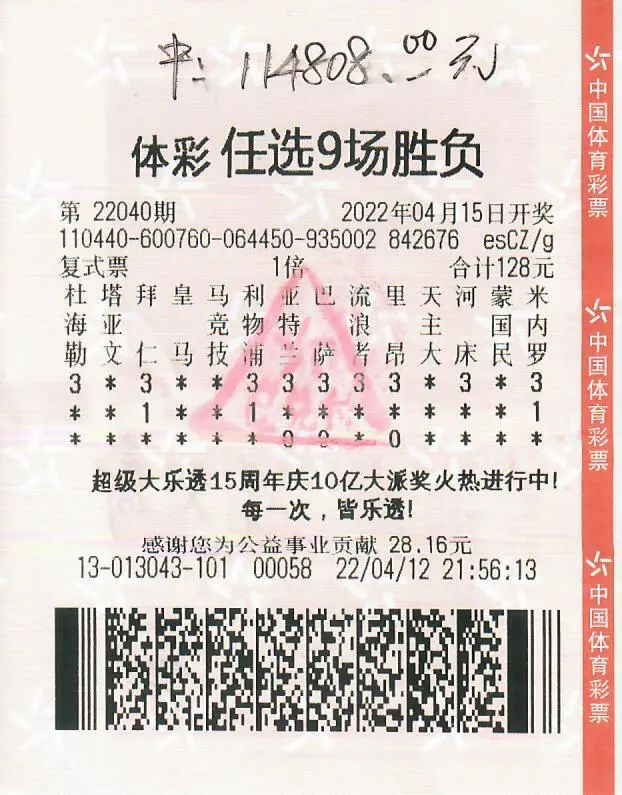 中: 114808.00元
体彩 任选9场胜负
第 22040期 2022年04月15日开奖
110440-600760-064450-935002 842676 esCZ/g
复式票 1倍 合计128元
杜 塔 拜 皇 马 利 亚 巴 流 里 天 河 蒙 米
海 亚 竞 物 特 浪 主 国 内
勒 文 仁 马 技 浦 兰 萨 者 昂 大 床 民 罗
3 * 3 * * 3 3 3 3 3 * 3 * 3
* * 1 * * 1 * * * * * * * 1
* * * * * * 0 0 * 0 * * * *
超级大乐透15周年庆10亿大派奖火热进行中!
每一次，皆乐透!
感谢您为公益事业贡献 28.16元
13-013043-101 00058 22/04/12 21:56:13
中国体育彩票
中国体育彩票
中国体育彩票